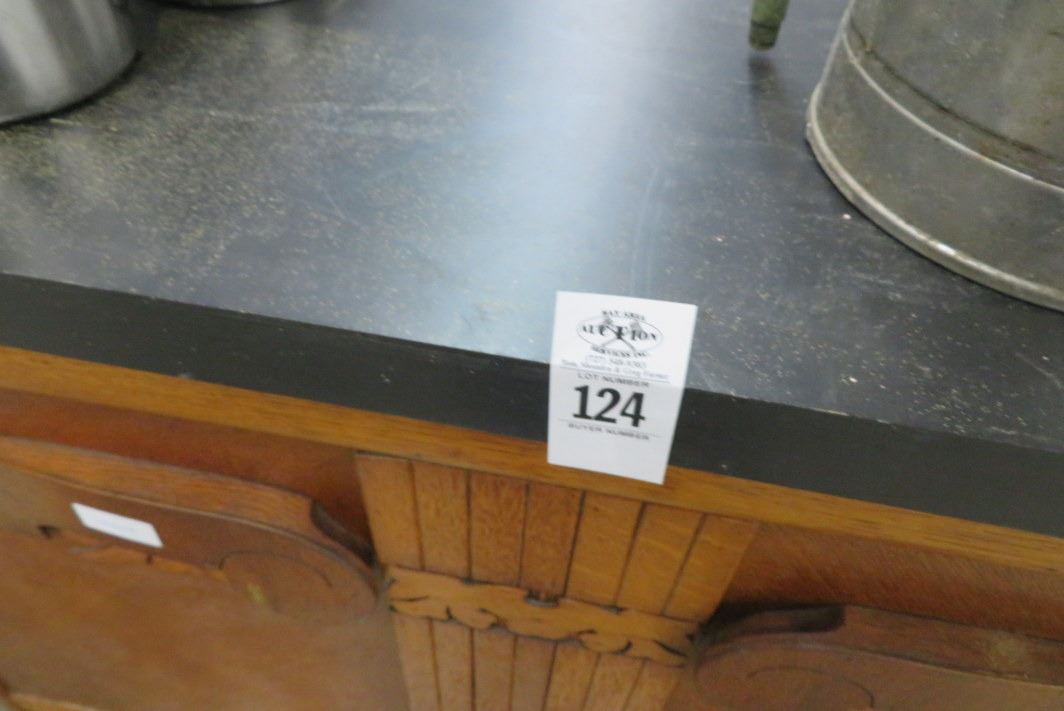 BAY AREA
AUCTION
SERVICES INC.
LOT NUMBER
124
BUYER NUMBER